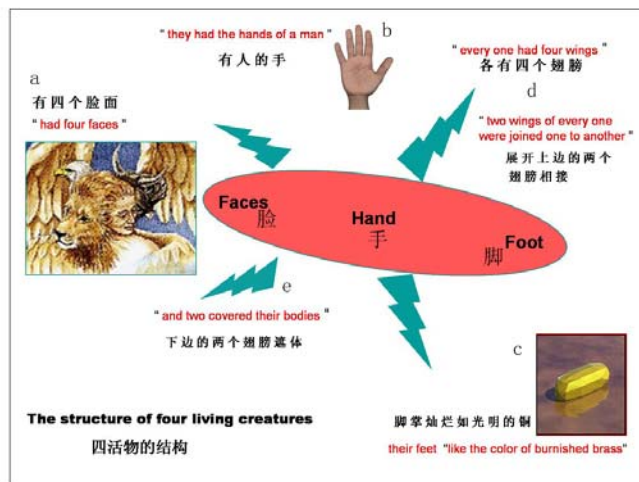 a
有四个脸面
"had four faces"
"they had the hands of a man"
有人的手
b
"every one had four wings"
各有四个翅膀
d
"two wings of every one
were joined one to another"
展开上边的两个
翅膀相接
Faces
脸
Hand
手
Foot
脚
e
"and two covered their bodies"
下边的两个翅膀遮体
c
脚掌灿烂如光明的铜
their feet "like the color of burnished brass"
The structure of four living creatures
四活物的结构